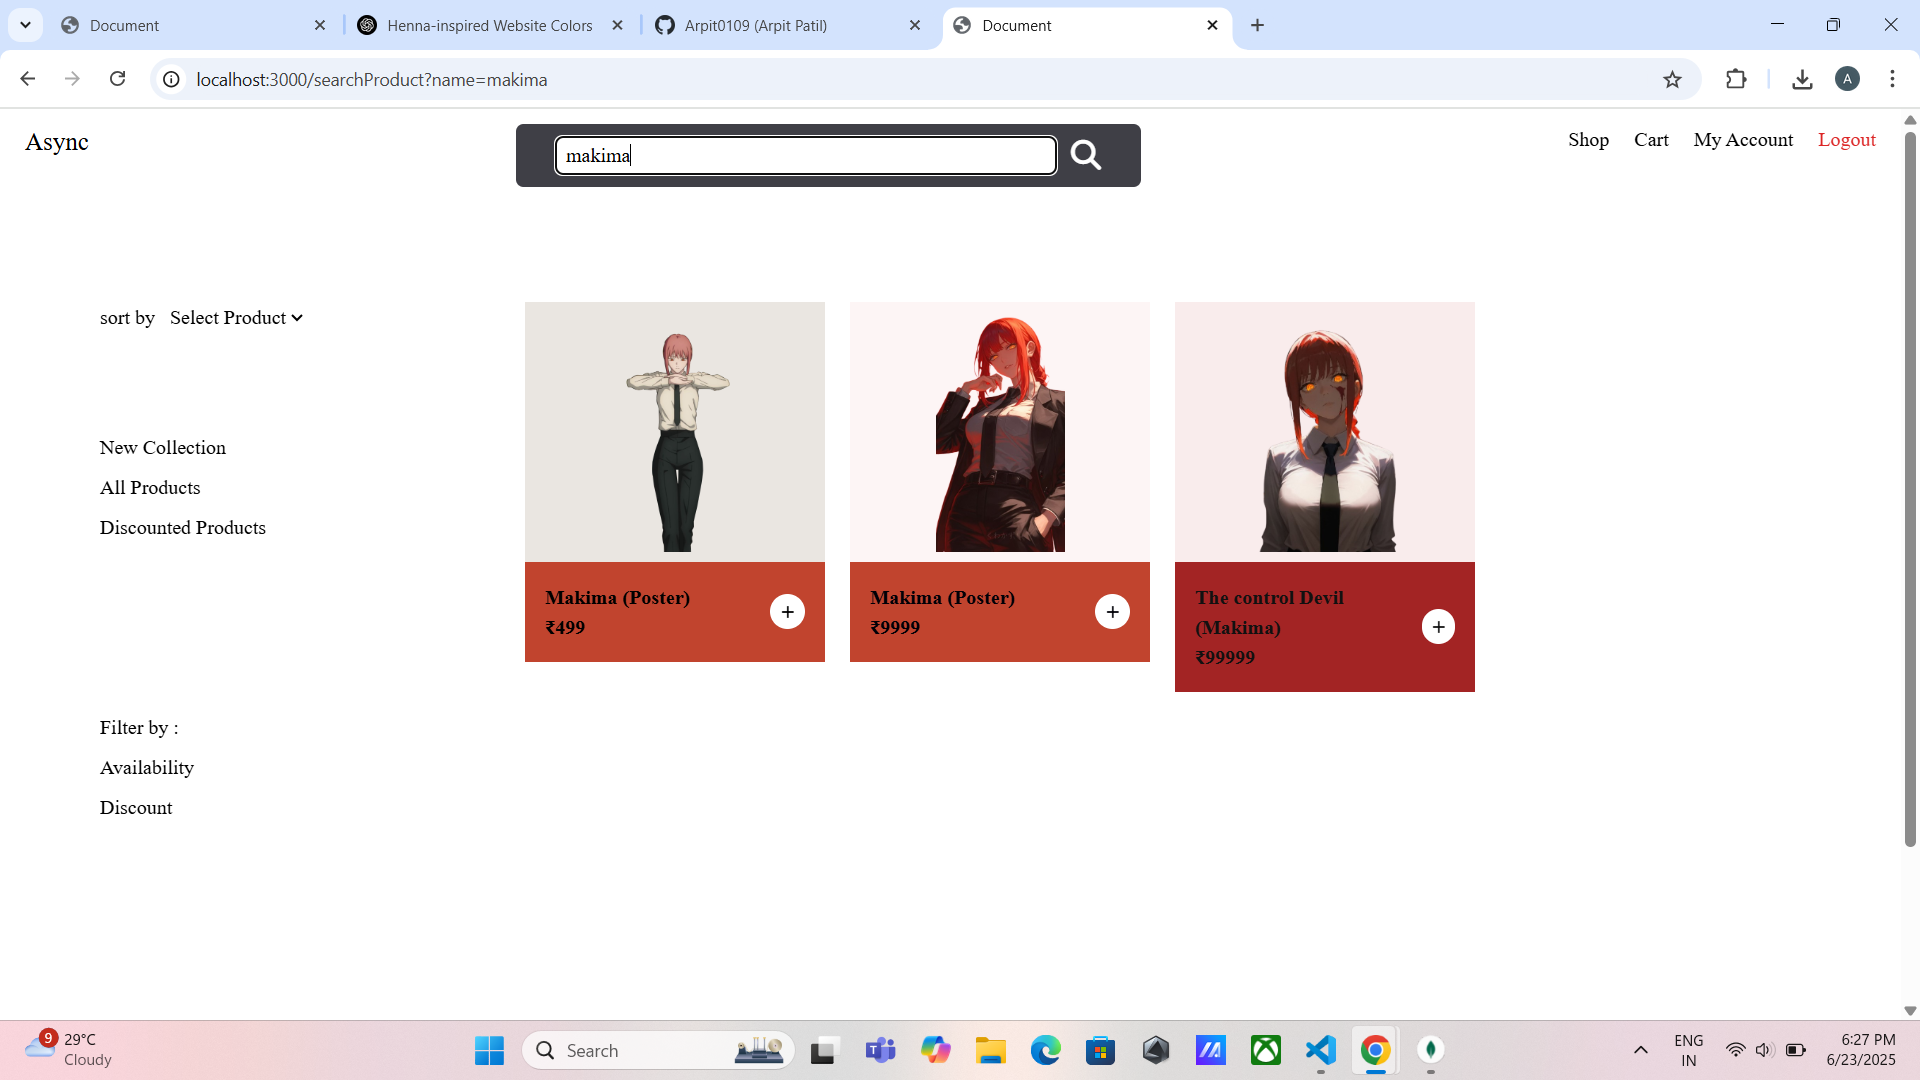 Document
Henna-inspired Website Colors
Arpit0109 (Arpit Patil)
Document
localhost:3000/searchProduct?name=makima
A
Async
makima
Shop
Cart
My Account
Logout
sort by
Select Product
New Collection
All Products
Discounted Products
Filter by :
Availability
Discount
Makima (Poster)
₹499
+
Makima (Poster)
₹9999
+
The control Devil
(Makima)
₹99999
+
9
29°C
Cloudy
Search
ENG
IN
6:27 PM
6/23/2025